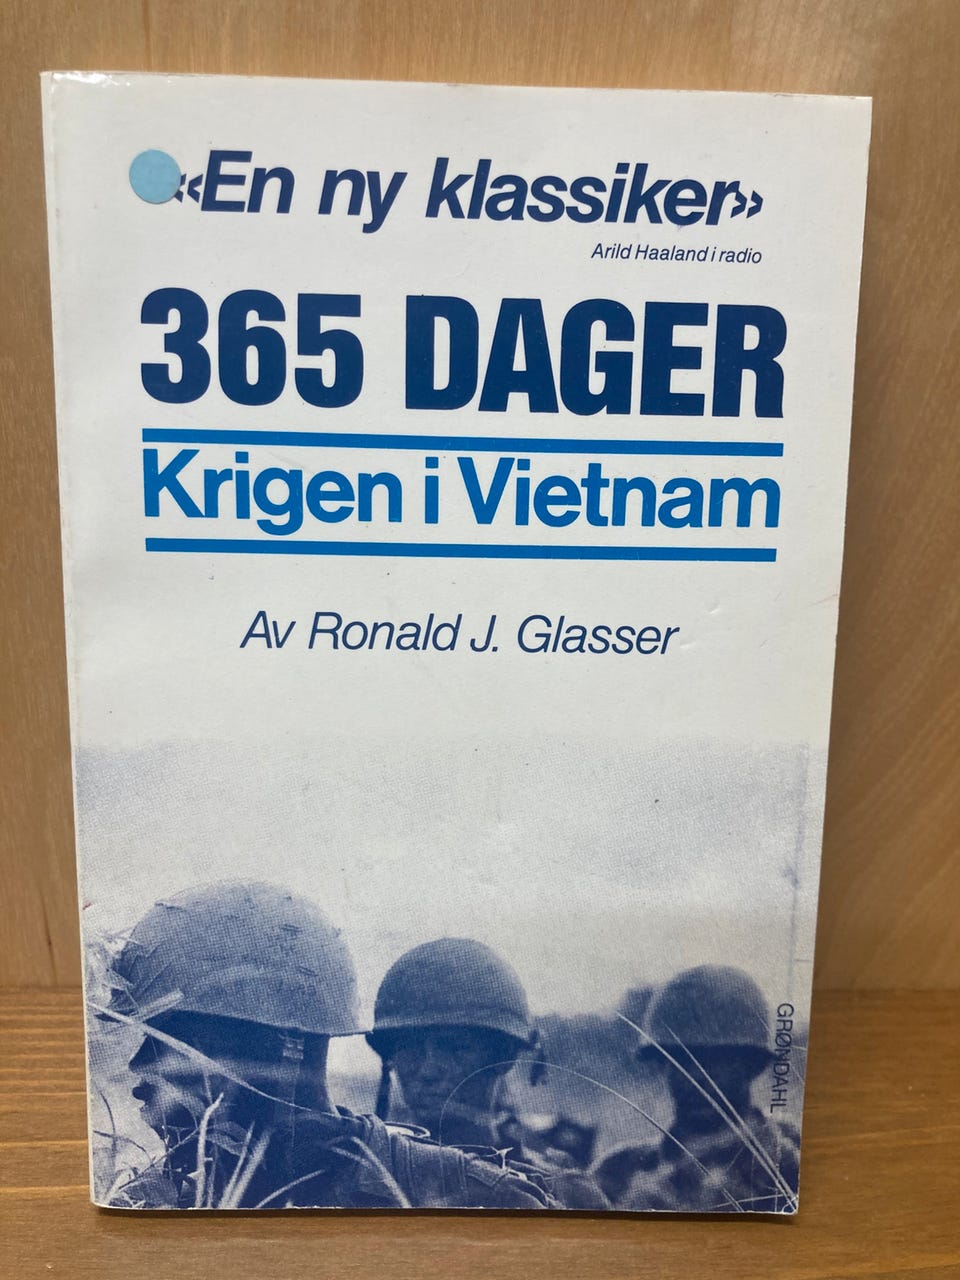 «En ny klassiker»
Arild Haaland i radio
365 DAGER
Krigen i Vietnam
Av Ronald J. Glasser
GRØNDAHL